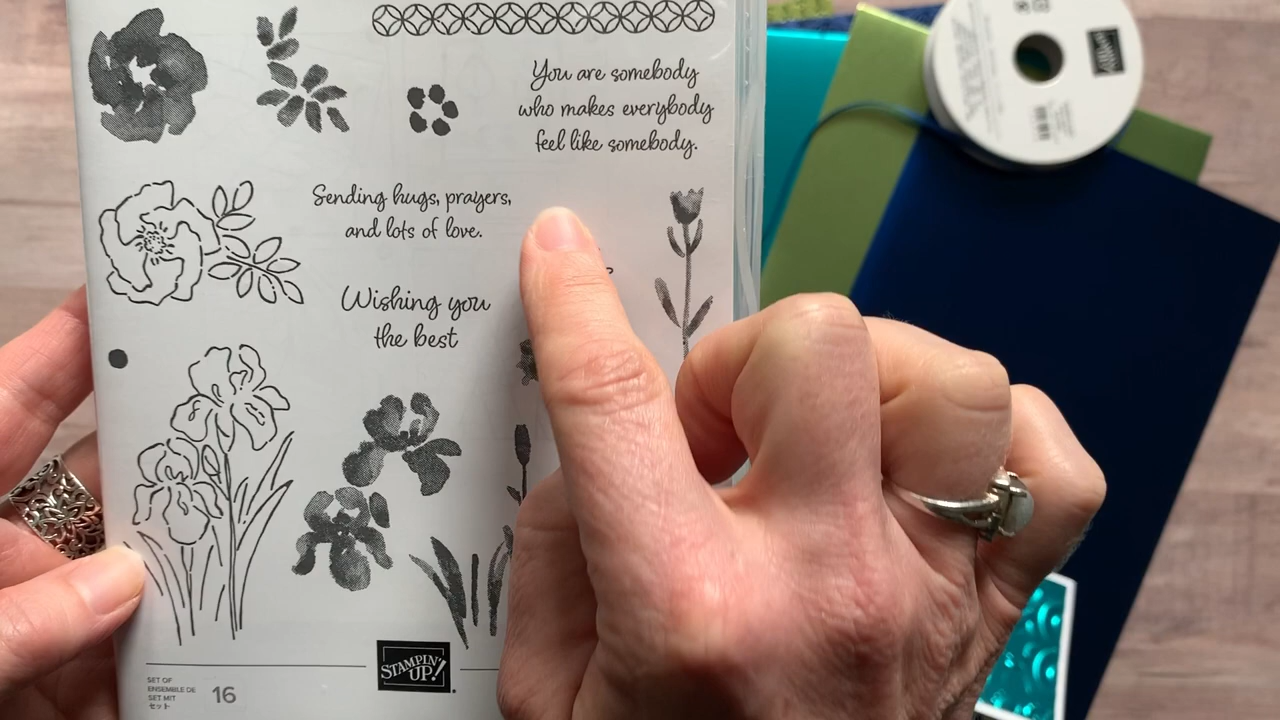 You are somebody
who makes everybody
feel like somebody.
Sending hugs, prayers,
and lots of love.
Wishing you
the best
STAMPIN' UP!
SET OF
ENSEMBLE DE
SET MIT
セット
16